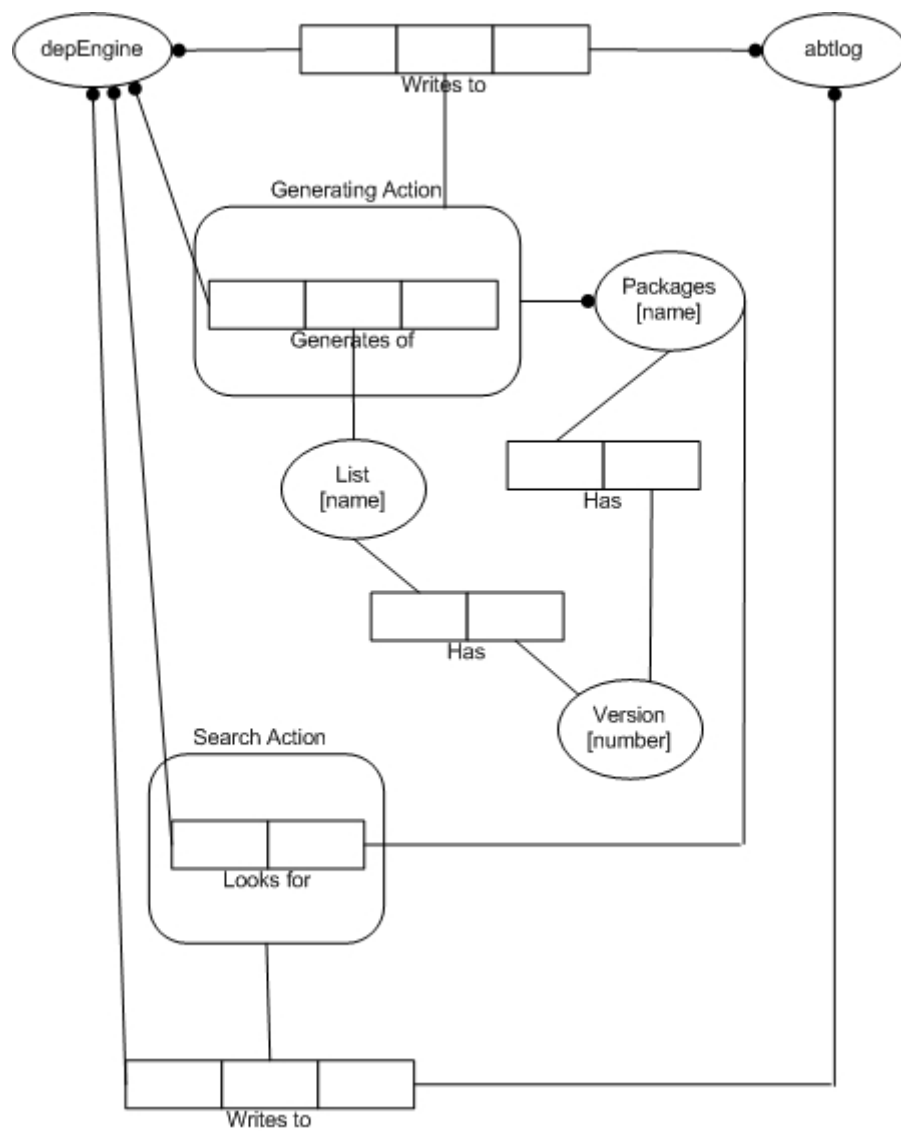 depEngine
abtlog
Writes to
Generating Action
Packages
[name]
Generates of
List
[name]
Has
Has
Version
[number]
Search Action
Looks for
Writes to